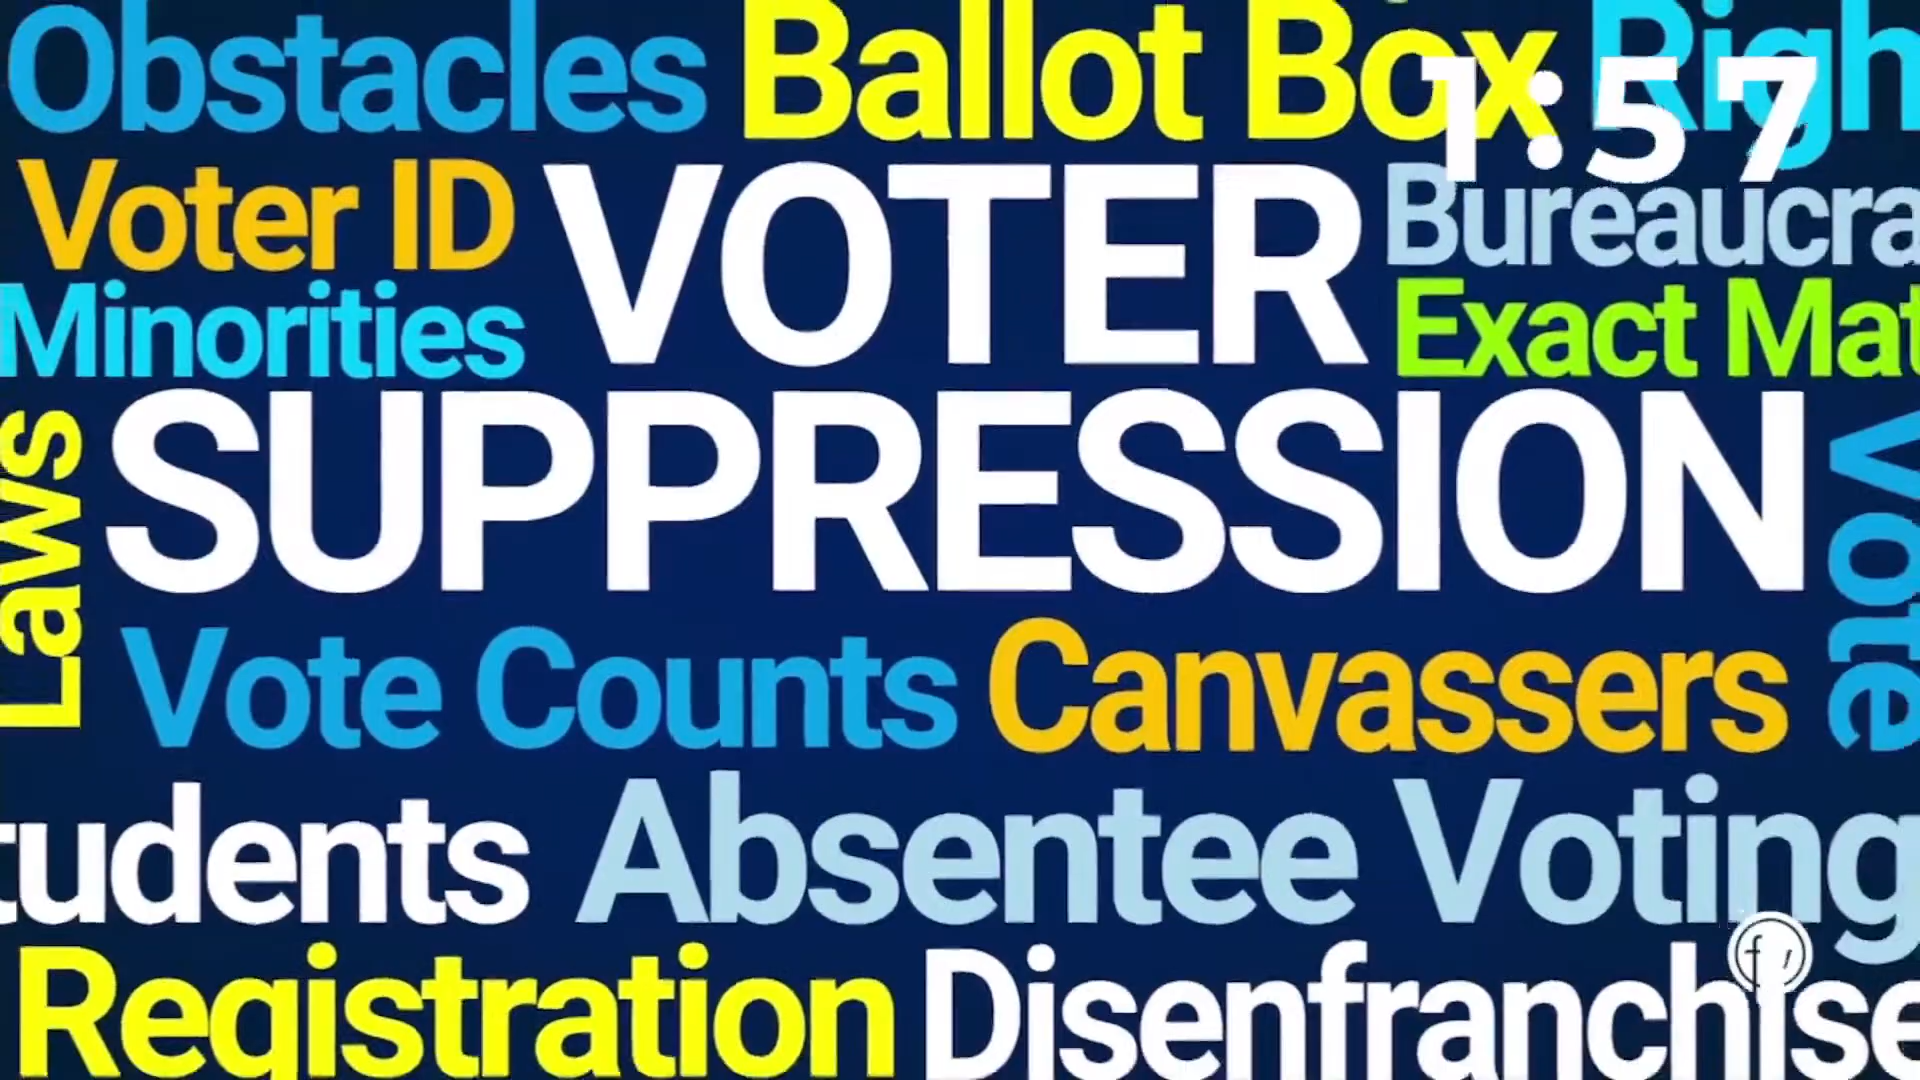 Obstacles Ballot Box Righ
1:57
Voter ID VOTER Bureaucra
Minorities Exact Mat
Laws SUPPRESSION Vote
Vote Counts Canvassers
tudents Absentee Voting
Registration Disenfranchise